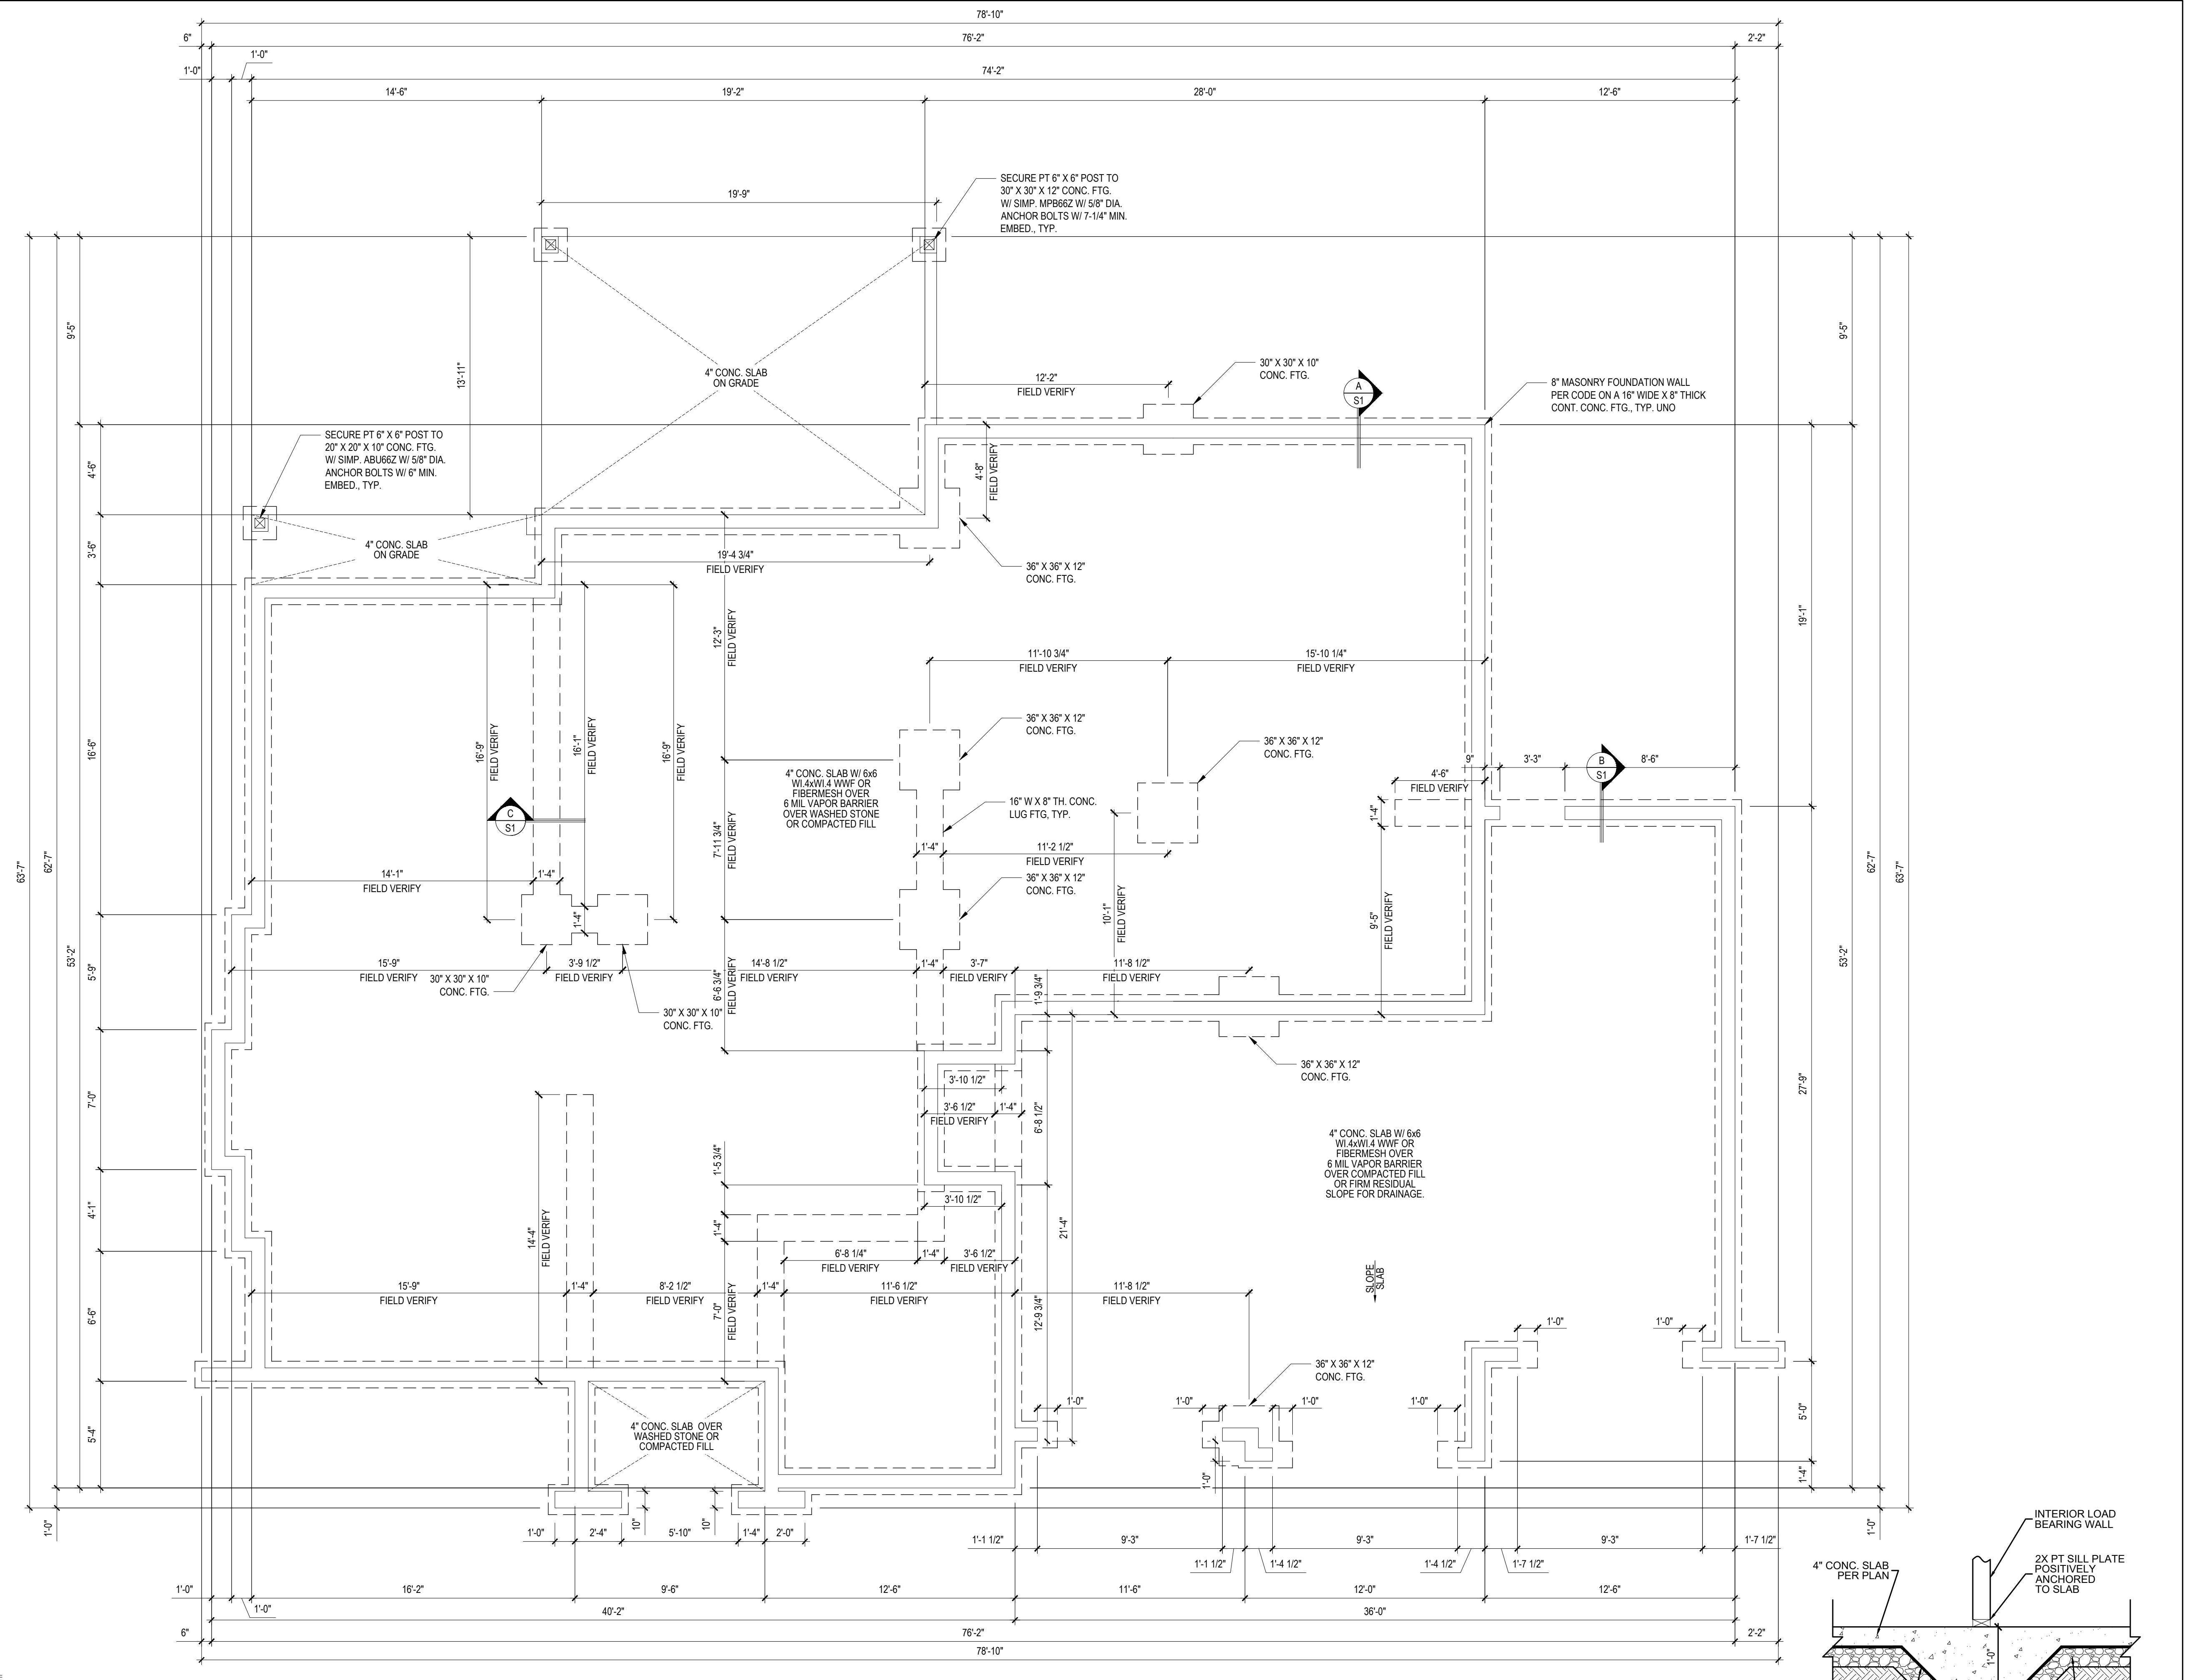 78'-10"
6"
76'-2"
2'-2"
1'-0"
1'-0"
74'-2"
14'-6"
19'-2"
28'-0"
12'-6"
SECURE PT 6" X 6" POST TO
30" X 30" X 12" CONC. FTG.
W/ SIMP. MPB66Z W/ 5/8" DIA.
ANCHOR BOLTS W/ 7-1/4" MIN.
EMBED., TYP.
19'-9"
9'-5"
13'-11"
4" CONC. SLAB
ON GRADE
9'-5"
12'-2"
FIELD VERIFY
30" X 30" X 10"
CONC. FTG.
A
S1
8" MASONRY FOUNDATION WALL
PER CODE ON A 16" WIDE X 8" THICK
CONT. CONC. FTG., TYP. UNO
SECURE PT 6" X 6" POST TO
20" X 20" X 10" CONC. FTG.
W/ SIMP. ABU66Z W/ 5/8" DIA.
ANCHOR BOLTS W/ 6" MIN.
EMBED., TYP.
4'-6"
4'-8"
FIELD VERIFY
3'-6"
4" CONC. SLAB
ON GRADE
19'-4 3/4"
FIELD VERIFY
36" X 36" X 12"
CONC. FTG.
12'-3"
FIELD VERIFY
19'-1"
11'-10 3/4"
FIELD VERIFY
15'-10 1/4"
FIELD VERIFY
16'-6"
16'-9"
FIELD VERIFY
16'-1"
FIELD VERIFY
16'-9"
FIELD VERIFY
36" X 36" X 12"
CONC. FTG.
36" X 36" X 12"
CONC. FTG.
9"
3'-3"
B
S1
8'-6"
4'-6"
FIELD VERIFY
4" CONC. SLAB W/ 6x6
WI.4xWI.4 WWF OR
FIBERMESH OVER
6 MIL VAPOR BARRIER
OVER WASHED STONE
OR COMPACTED FILL
16" W X 8" TH. CONC.
LUG FTG, TYP.
1'-4"
C
S1
7'-11 3/4"
FIELD VERIFY
1'-4"
11'-2 1/2"
FIELD VERIFY
63'-7"
62'-7"
62'-7"
63'-7"
14'-1"
FIELD VERIFY
1'-4"
36" X 36" X 12"
CONC. FTG.
1'-4"
10'-1"
FIELD VERIFY
9'-5"
FIELD VERIFY
53'-2"
53'-2"
5'-9"
15'-9"
FIELD VERIFY
3'-9 1/2"
FIELD VERIFY
14'-8 1/2"
FIELD VERIFY
1'-4"
3'-7"
FIELD VERIFY
11'-8 1/2"
FIELD VERIFY
30" X 30" X 10"
CONC. FTG.
6'-6 3/4"
FIELD VERIFY
1'-9 3/4"
30" X 30" X 10"
CONC. FTG.
36" X 36" X 12"
CONC. FTG.
3'-10 1/2"
7'-0"
27'-9"
3'-6 1/2"
FIELD VERIFY
1'-4"
6'-8 1/2"
4" CONC. SLAB W/ 6x6
WI.4xWI.4 WWF OR
FIBERMESH OVER
6 MIL VAPOR BARRIER
OVER COMPACTED FILL
OR FIRM RESIDUAL
SLOPE FOR DRAINAGE.
1'-5 3/4"
3'-10 1/2"
4'-1"
1'-4"
21'-4"
14'-4"
FIELD VERIFY
6'-8 1/4"
FIELD VERIFY
1'-4"
3'-6 1/2"
FIELD VERIFY
SLOPE
SLAB
15'-9"
FIELD VERIFY
1'-4"
8'-2 1/2"
FIELD VERIFY
1'-4"
11'-6 1/2"
FIELD VERIFY
11'-8 1/2"
FIELD VERIFY
6'-6"
7'-0"
FIELD VERIFY
12'-9 3/4"
1'-0"
1'-0"
36" X 36" X 12"
CONC. FTG.
1'-0"
1'-0"
1'-0"
1'-0"
5'-0"
5'-4"
4" CONC. SLAB OVER
WASHED STONE OR
COMPACTED FILL
1'-0"
1'-4"
1'-0"
1'-0"
2'-4"
10"
5'-10"
10"
1'-4"
2'-0"
1'-0"
1'-1 1/2"
9'-3"
9'-3"
9'-3"
1'-7 1/2"
1'-1 1/2"
1'-4 1/2"
1'-4 1/2"
1'-7 1/2"
INTERIOR LOAD
BEARING WALL
4" CONC. SLAB
PER PLAN
2X PT SILL PLATE
POSITIVELY
ANCHORED
TO SLAB
1'-0"
16'-2"
9'-6"
12'-6"
11'-6"
12'-0"
12'-6"
1'-0"
40'-2"
36'-0"
6"
76'-2"
2'-2"
78'-10"
1'-0"